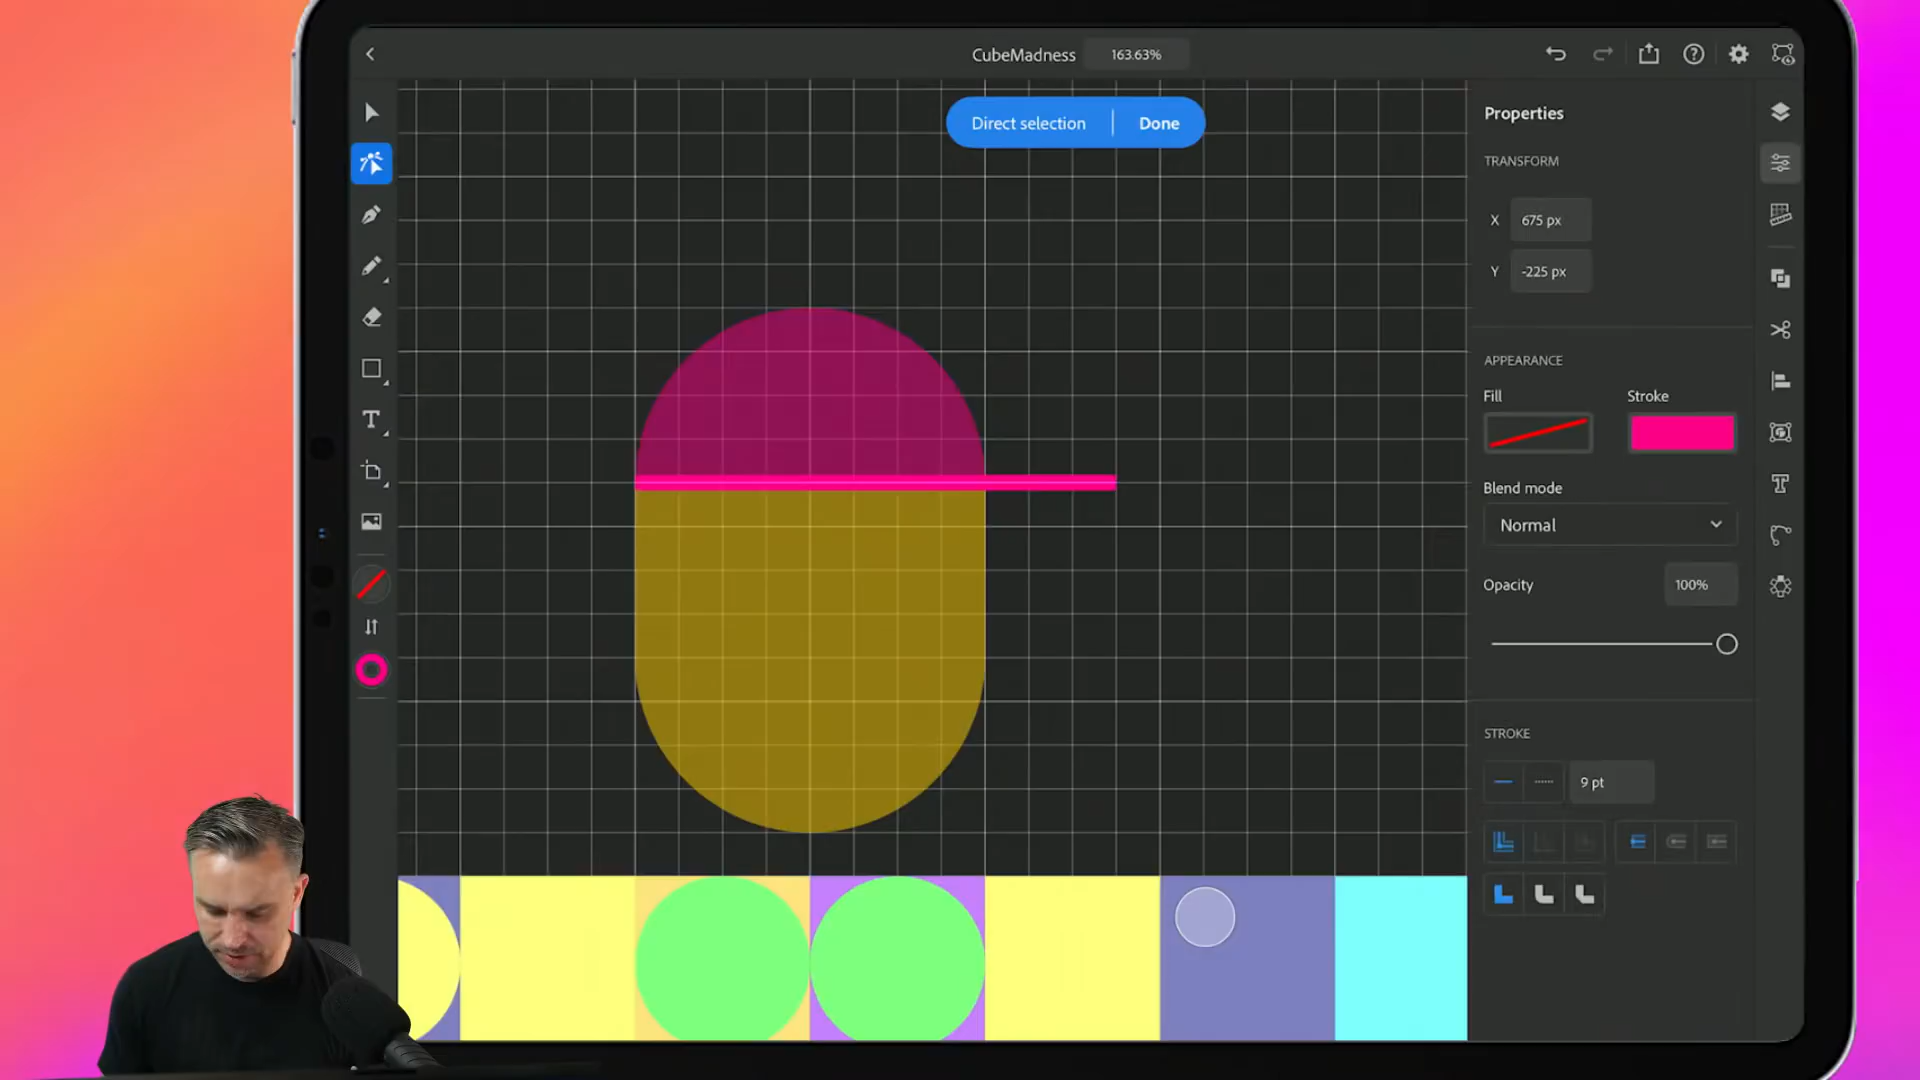 CubeMadness 163.63%
Direct selection Done
Properties
TRANSFORM
X 675 px
Y -225 px
APPEARANCE
Fill Stroke
Blend mode
Normal
Opacity 100%
STROKE
9 pt